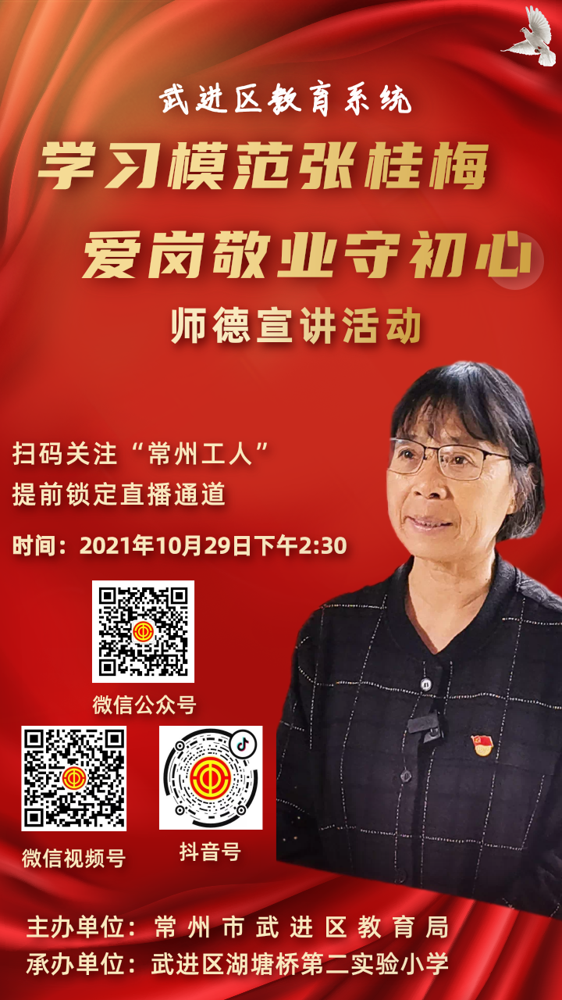 武进区教育系统
学习模范张桂梅
爱岗敬业守初心
师德宣讲活动
扫码关注“常州工人”
提前锁定直播通道
时间：2021年10月29日下午2:30
微信公众号
微信视频号
抖音号
主办单位：常州市武进区教育局
承办单位：武进区湖塘桥第二实验小学